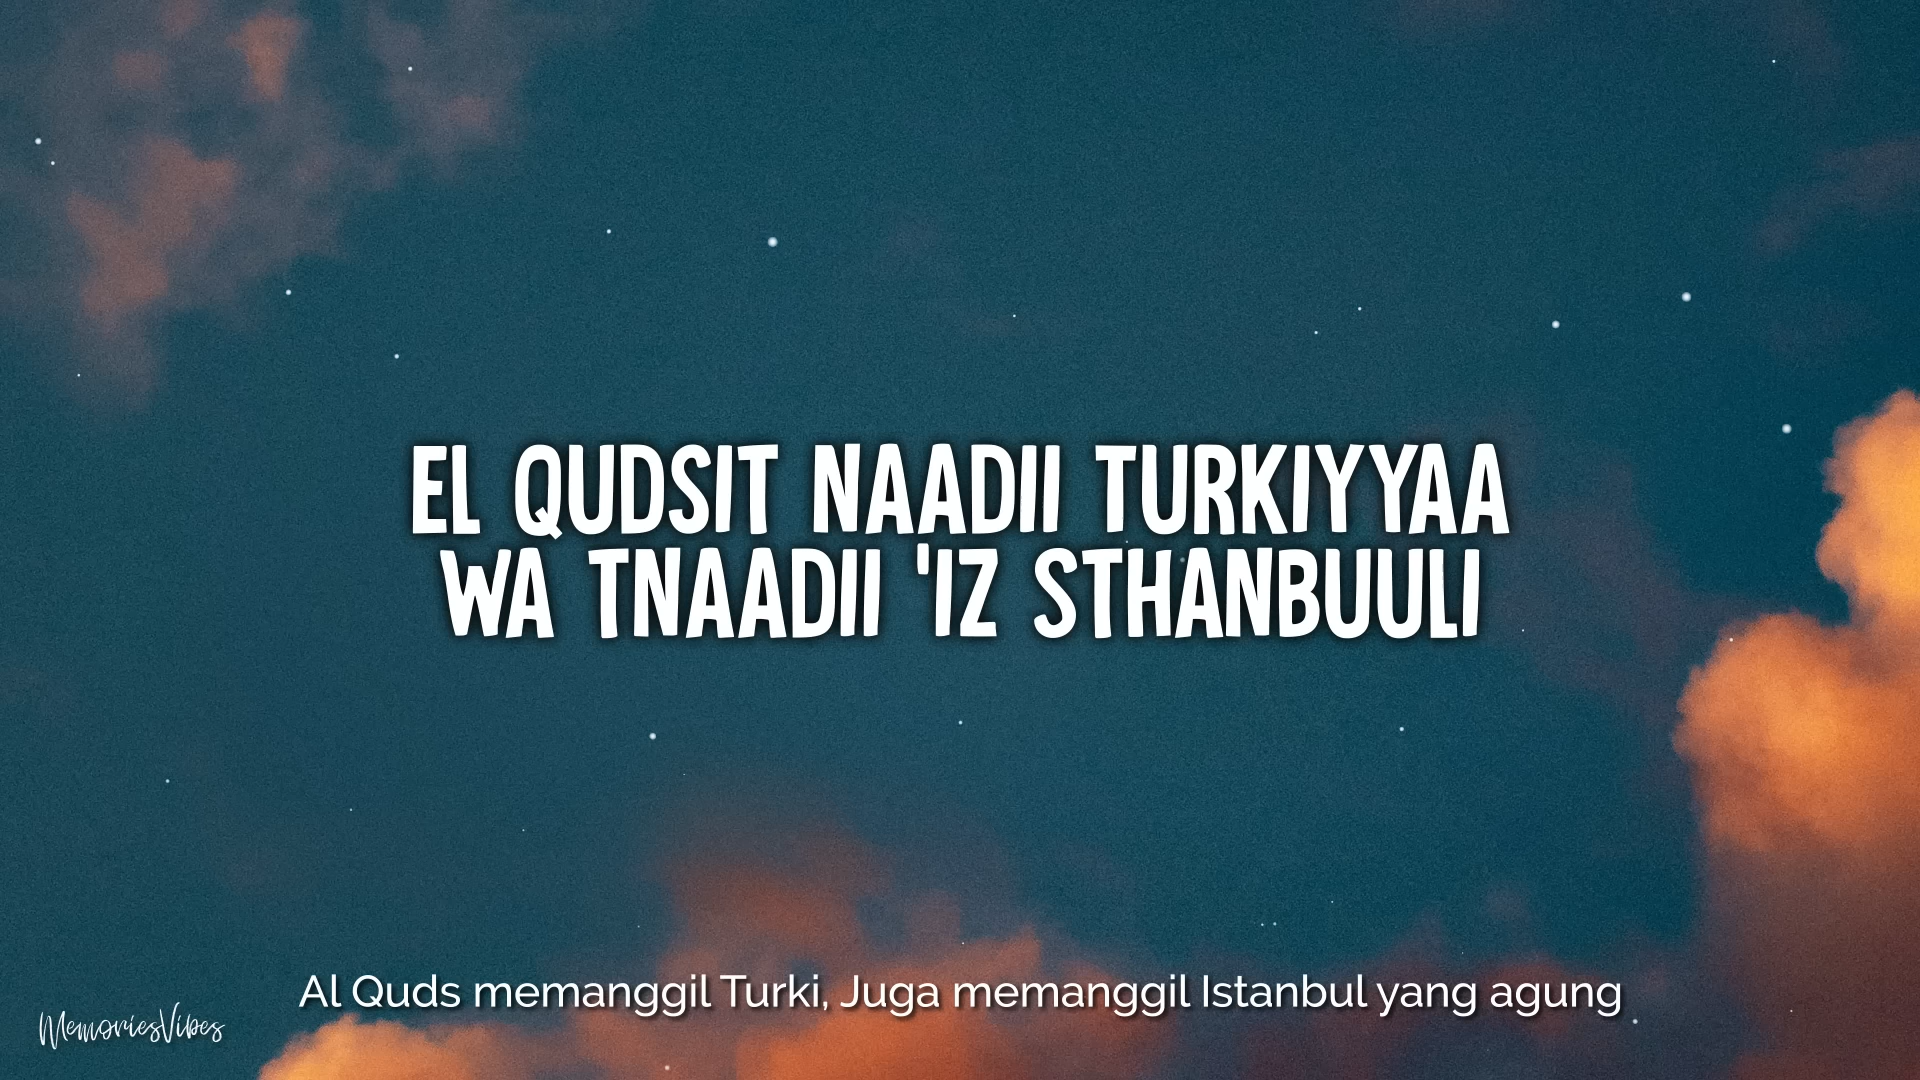 EL QUDSIT NAADII TURKIYYAA
WA TNAADII 'IZ STHANBUULI
Al Quds memanggil Turki, Juga memanggil Istanbul yang agung
MemoriesVibes